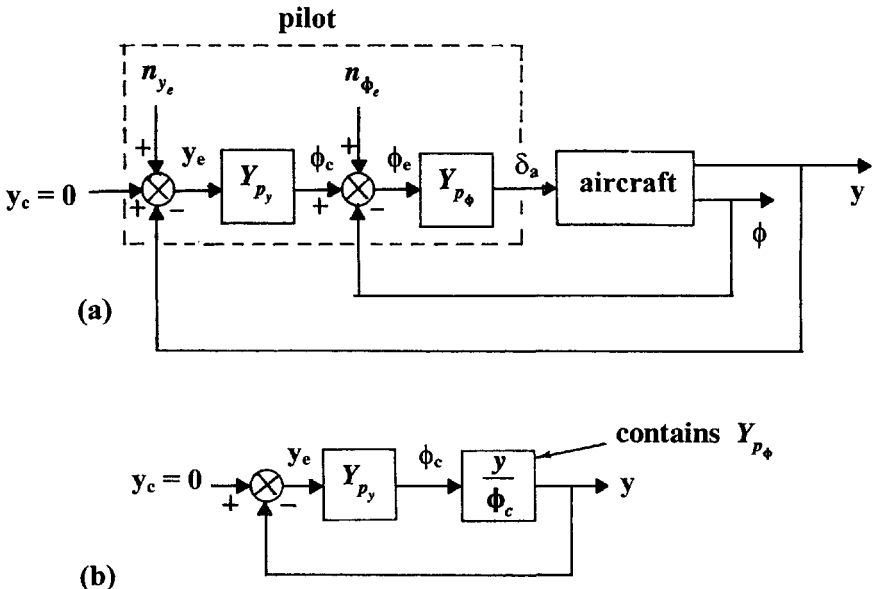 pilot
n_{y_e}
n_{ϕ_e}
+
+
y_e
ϕ_c
ϕ_e
δ_a
y_c = 0
+
−
Y_{p_y}
+
−
Y_{p_ϕ}
aircraft
y
ϕ
(a)
contains Y_{p_ϕ}
y_e
ϕ_c
y_c = 0
+
−
Y_{p_y}
y
ϕ_c
y
(b)